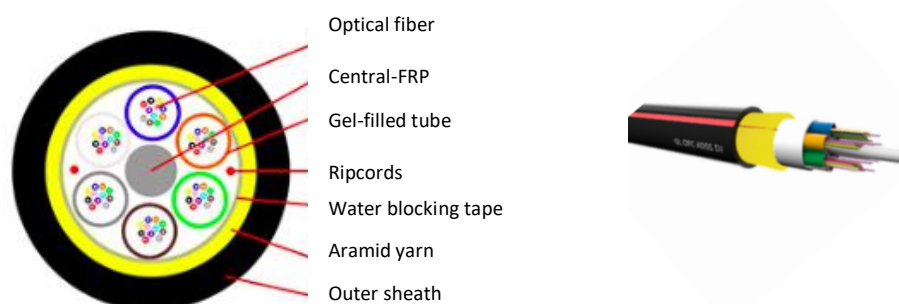 Optical fiber
Central-FRP
Gel-filled tube
Ripcords
Water blocking tape
Aramid yarn
Outer sheath